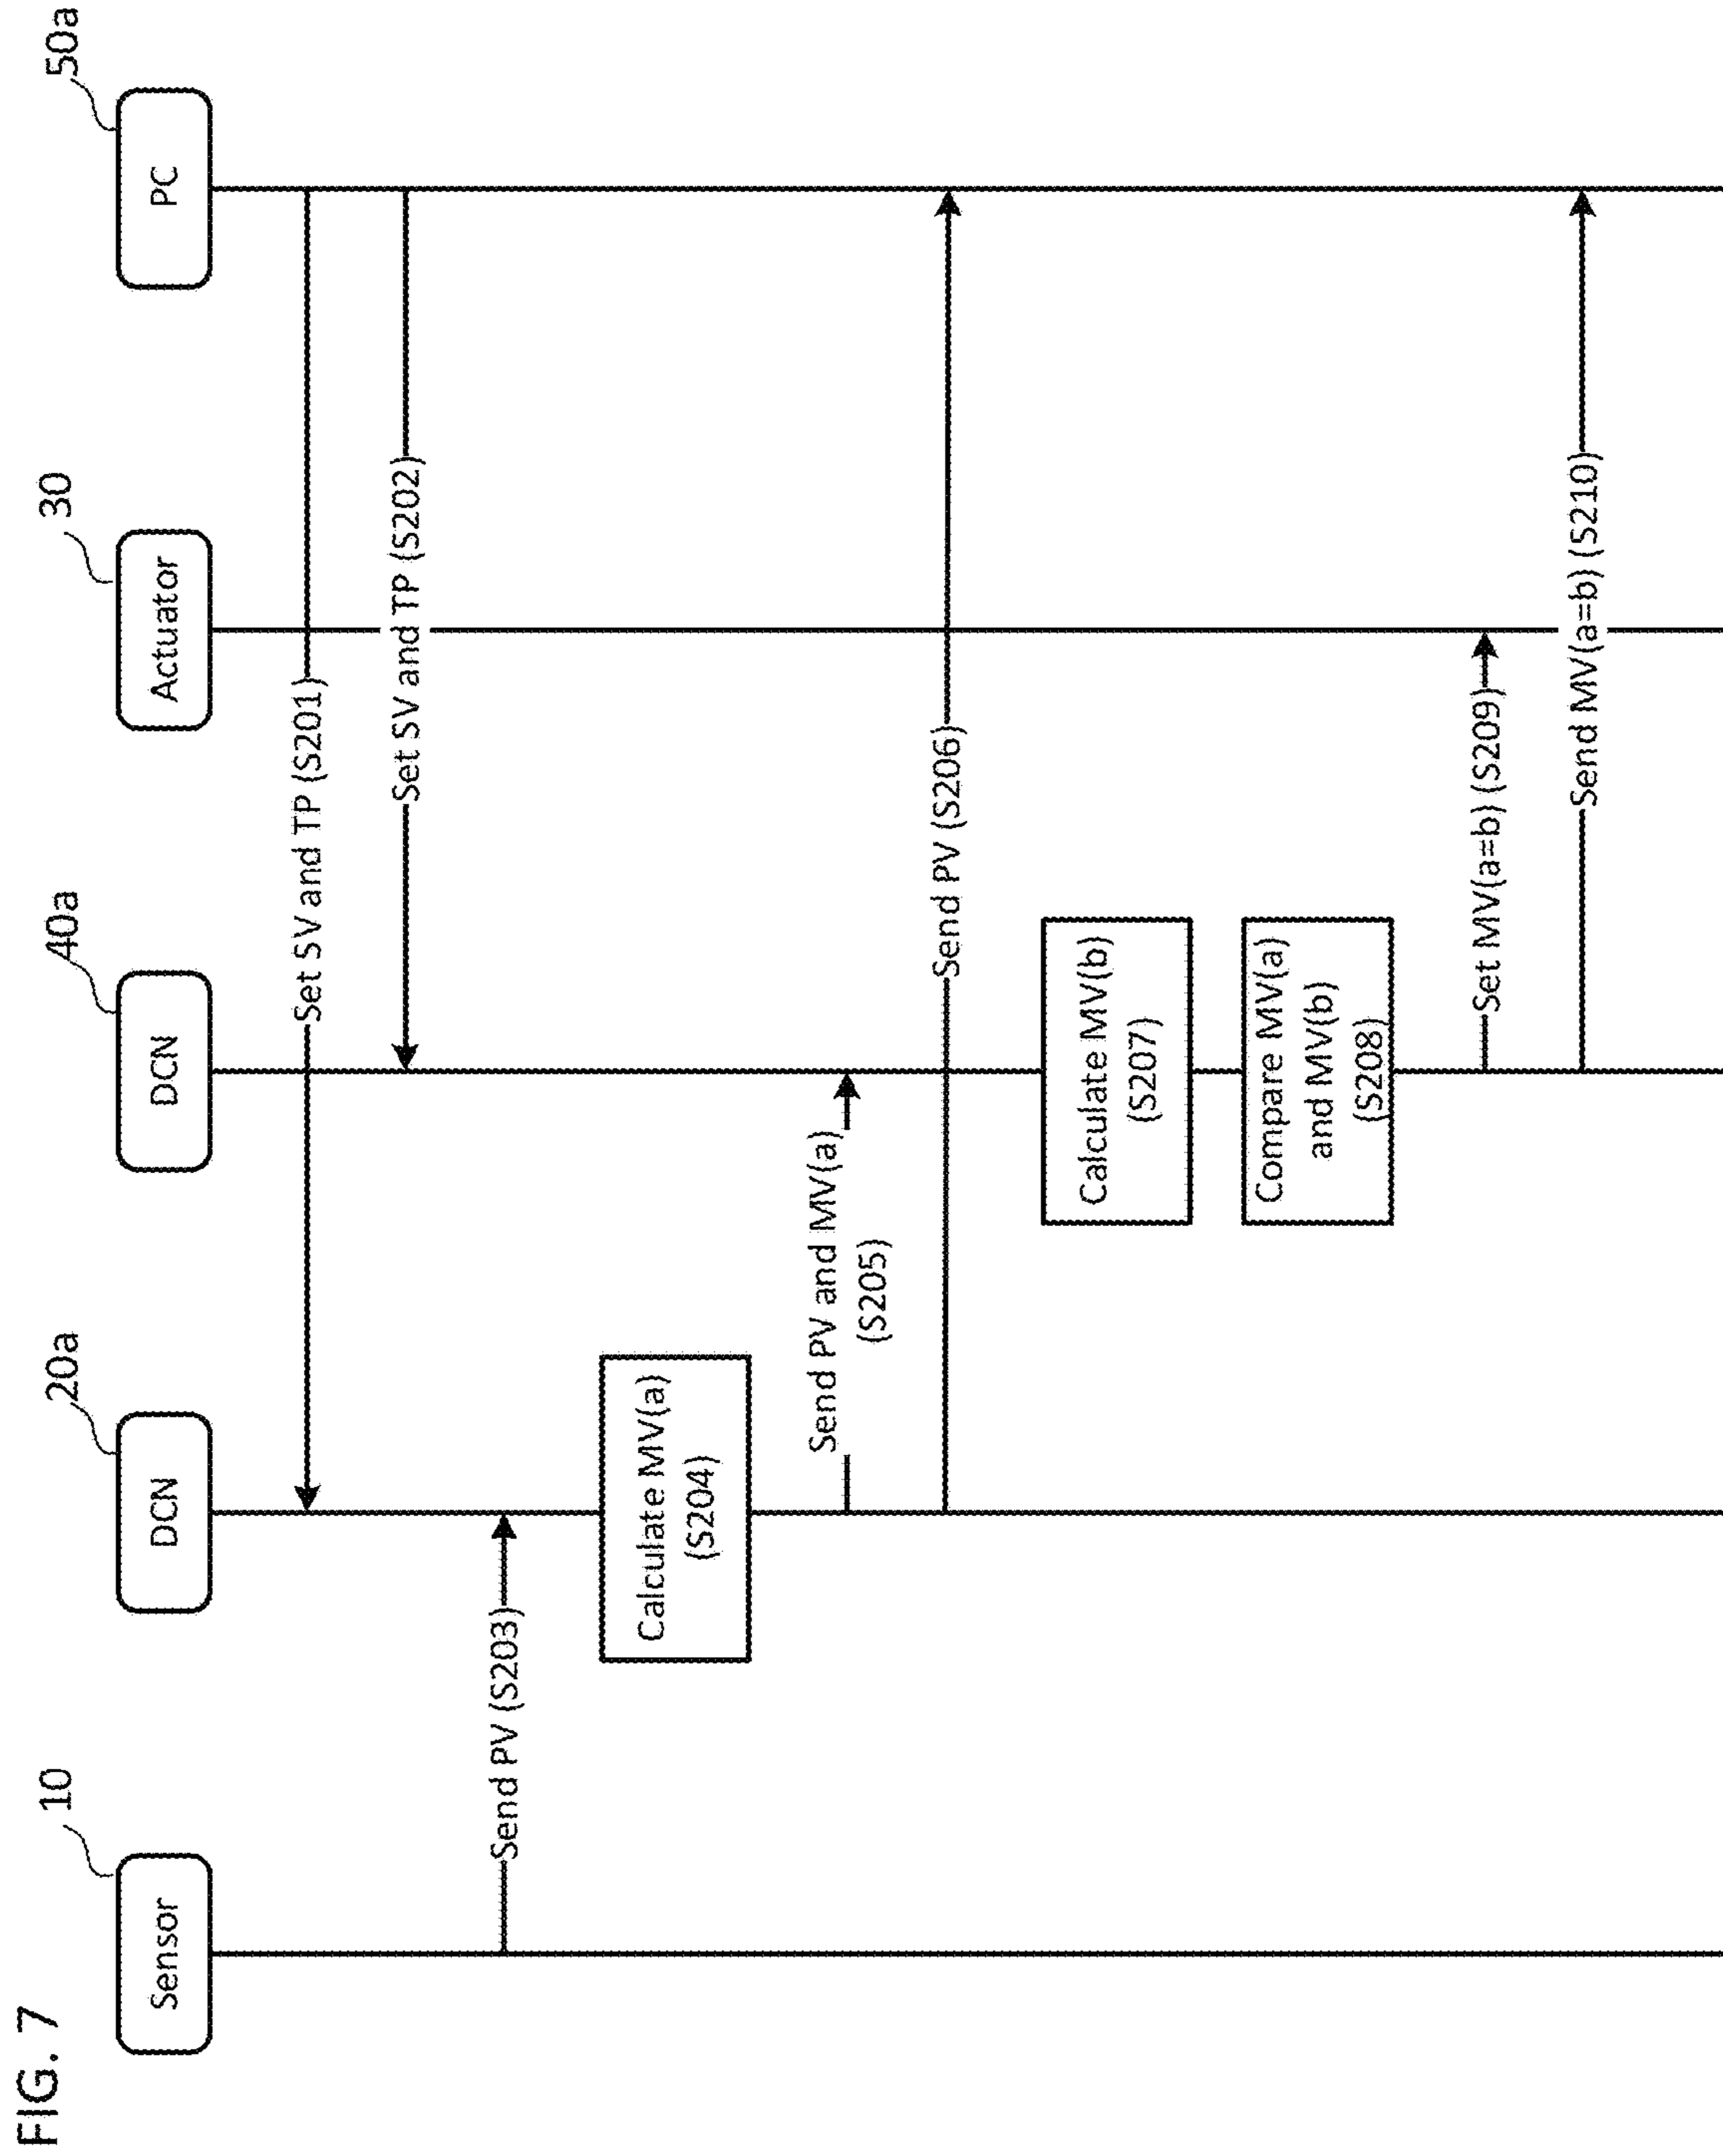 FIG. 7
10
20a
40a
30
50a
Sensor
DCN
DCN
Actuator
PC
Set SV and TP (S201)
Set SV and TP (S202)
Send PV (S203)
Calculate MV(a)
(S204)
Send PV and MV(a)
(S205)
Send PV (S206)
Calculate MV(b)
(S207)
Compare MV(a)
and MV(b)
(S208)
Set MV(a=b) (S209)
Send MV(a=b) (S210)